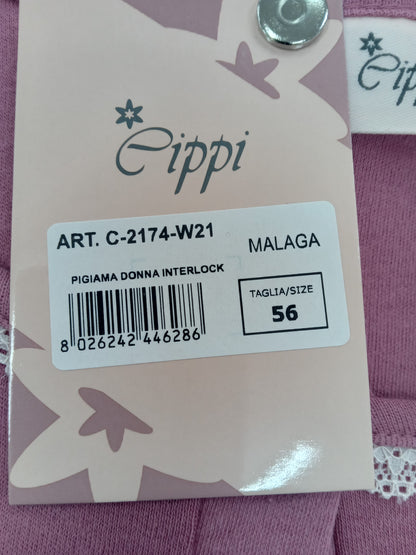 Cippi
Cippi
ART. C-2174-W21
MALAGA
PIGIAMA DONNA INTERLOCK
TAGLIA/SIZE
56
8 026242 446286